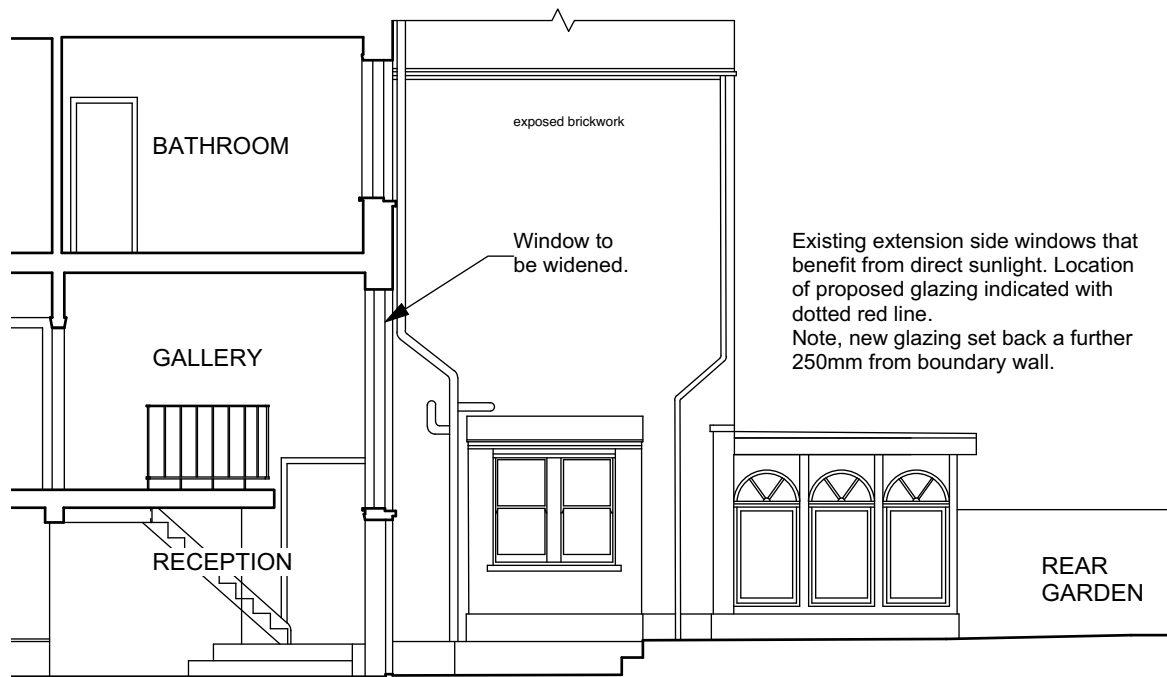 exposed brickwork
BATHROOM
Window to
be widened.
Existing extension side windows that
benefit from direct sunlight. Location
of proposed glazing indicated with
dotted red line.
Note, new glazing set back a further
250mm from boundary wall.
GALLERY
RECEPTION
REAR
GARDEN